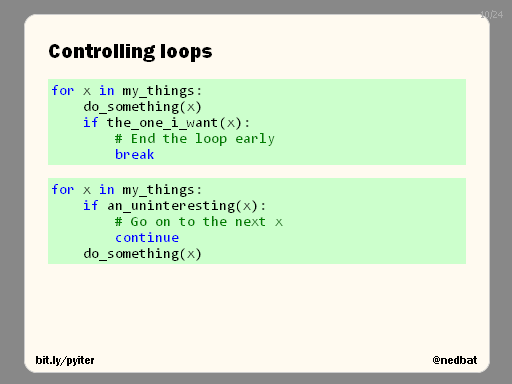 10/24
Controlling loops
for x in my_things:
    do_something(x)
    if the_one_i_want(x):
        # End the loop early
        break
for x in my_things:
    if an_uninteresting(x):
        # Go on to the next x
        continue
    do_something(x)
bit.ly/pyiter
@nedbat